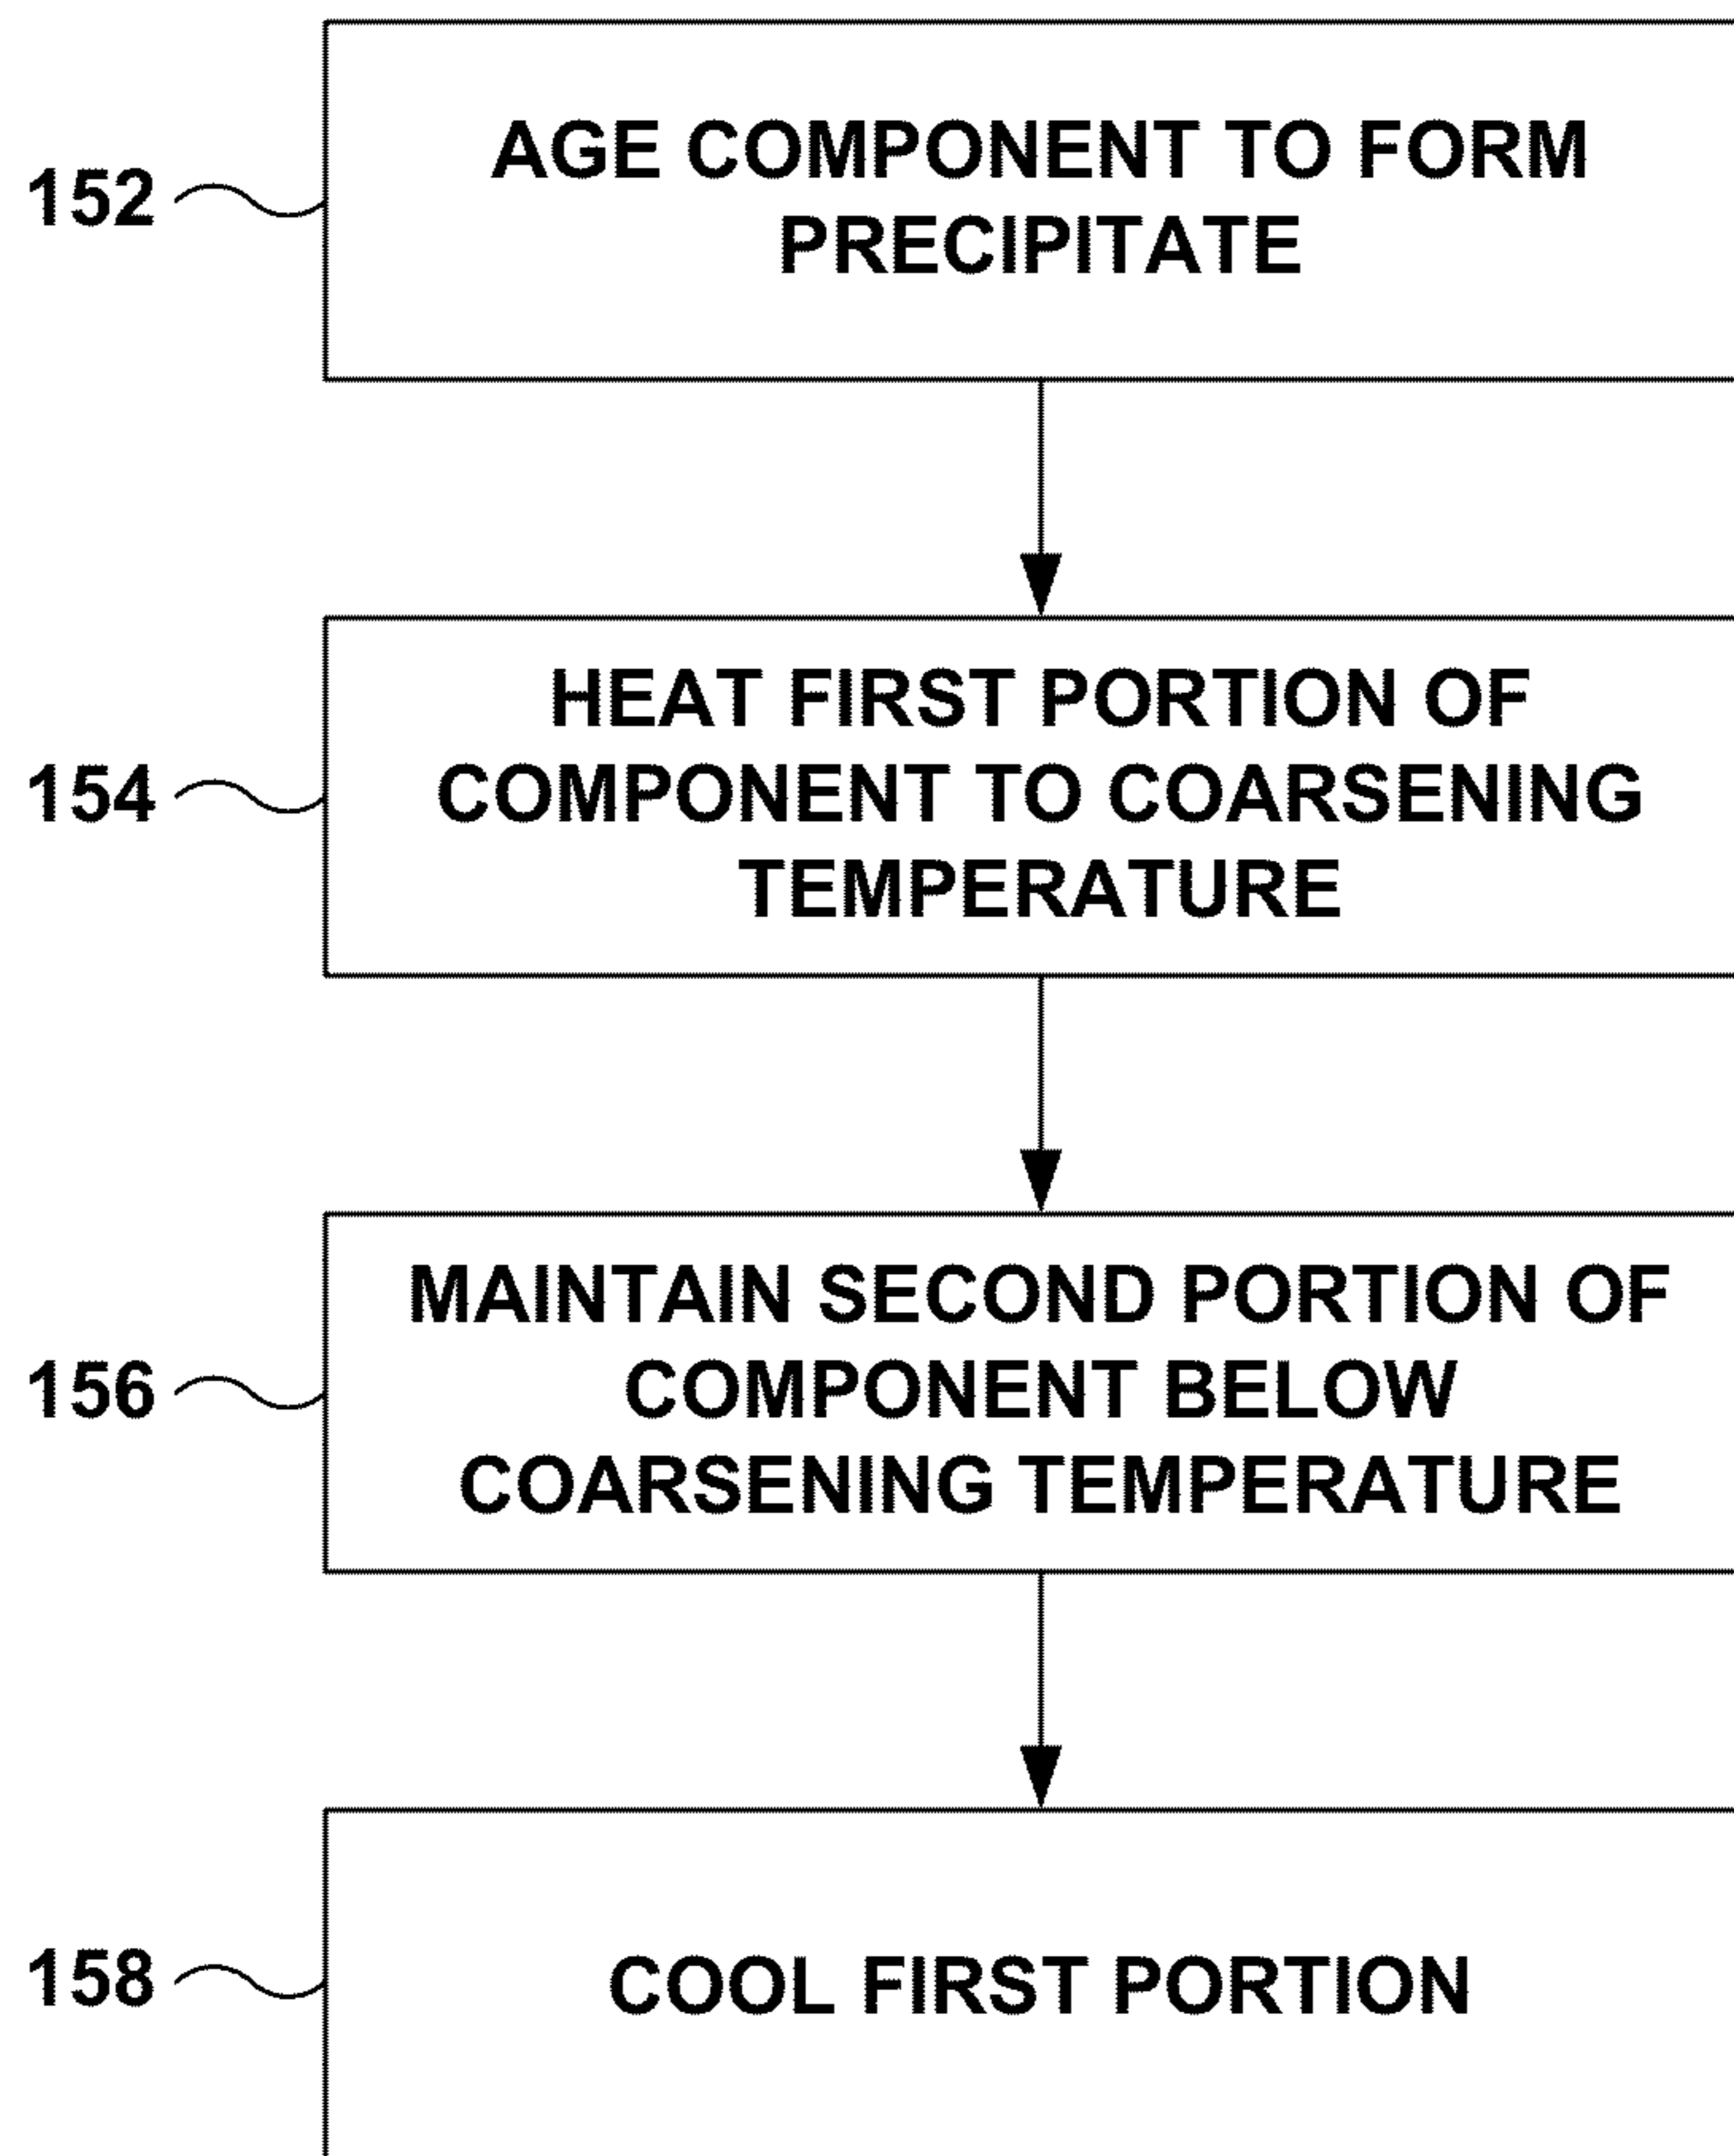 152
AGE COMPONENT TO FORM
PRECIPITATE
154
HEAT FIRST PORTION OF
COMPONENT TO COARSENING
TEMPERATURE
156
MAINTAIN SECOND PORTION OF
COMPONENT BELOW
COARSENING TEMPERATURE
158
COOL FIRST PORTION